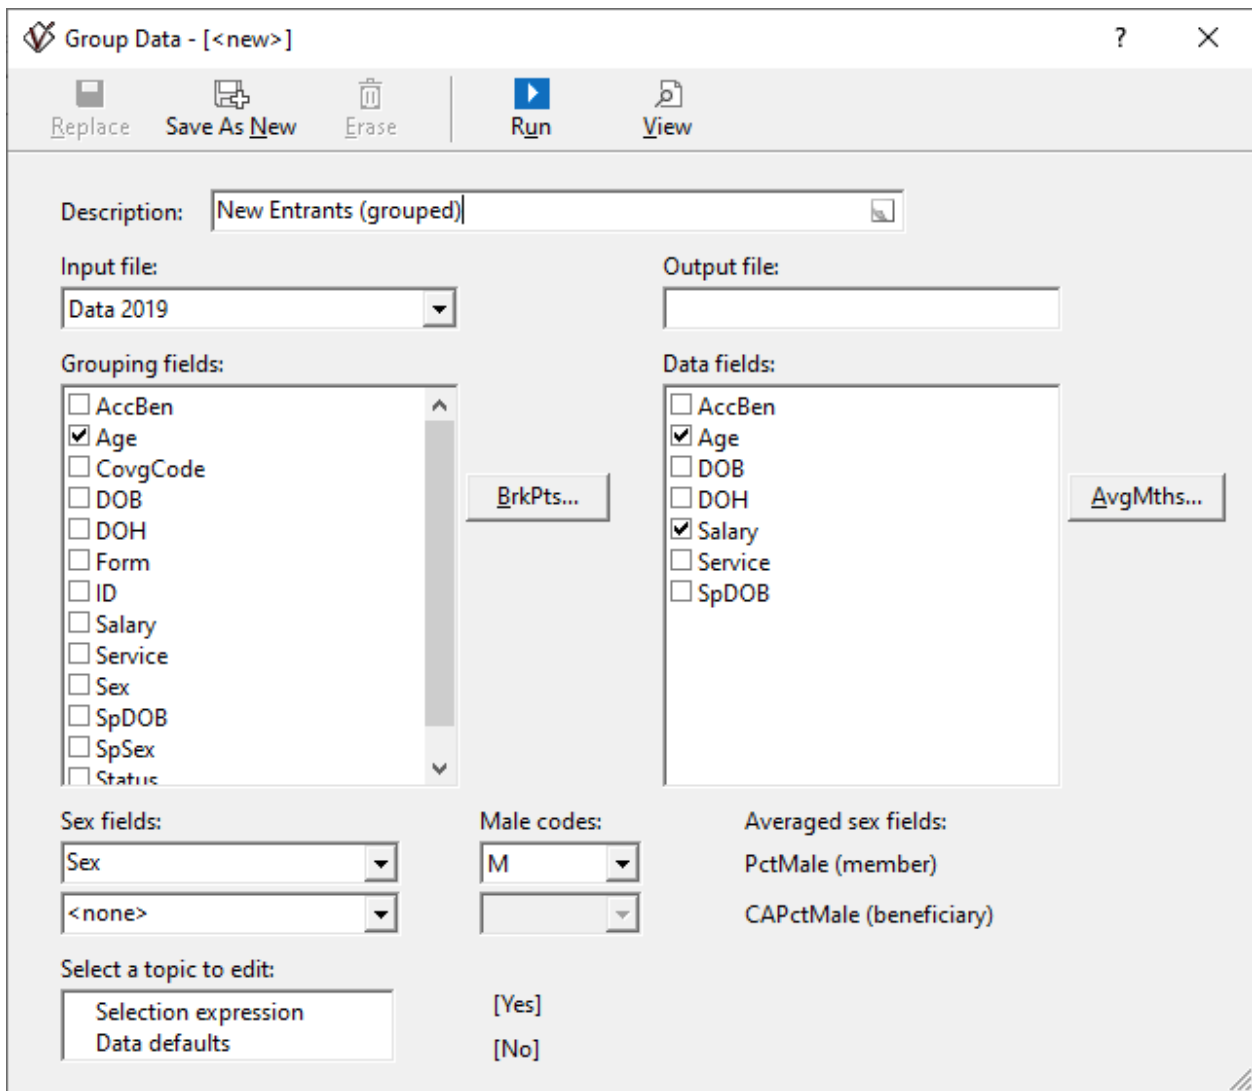 Group Data - [<new>]
?
Replace Save As New Erase Run View
Description: New Entrants (grouped)
Input file: Output file:
Data 2019
Grouping fields: Data fields:
AccBen
Age
CovgCode
DOB
DOH
Form
ID
Salary
Service
Sex
SpDOB
SpSex
Status
BrkPts...
AccBen
Age
DOB
DOH
Salary
Service
SpDOB
AvgMths...
Sex fields: Male codes: Averaged sex fields:
Sex M PctMale (member)
<none> CAPctMale (beneficiary)
Select a topic to edit:
Selection expression [Yes]
Data defaults [No]